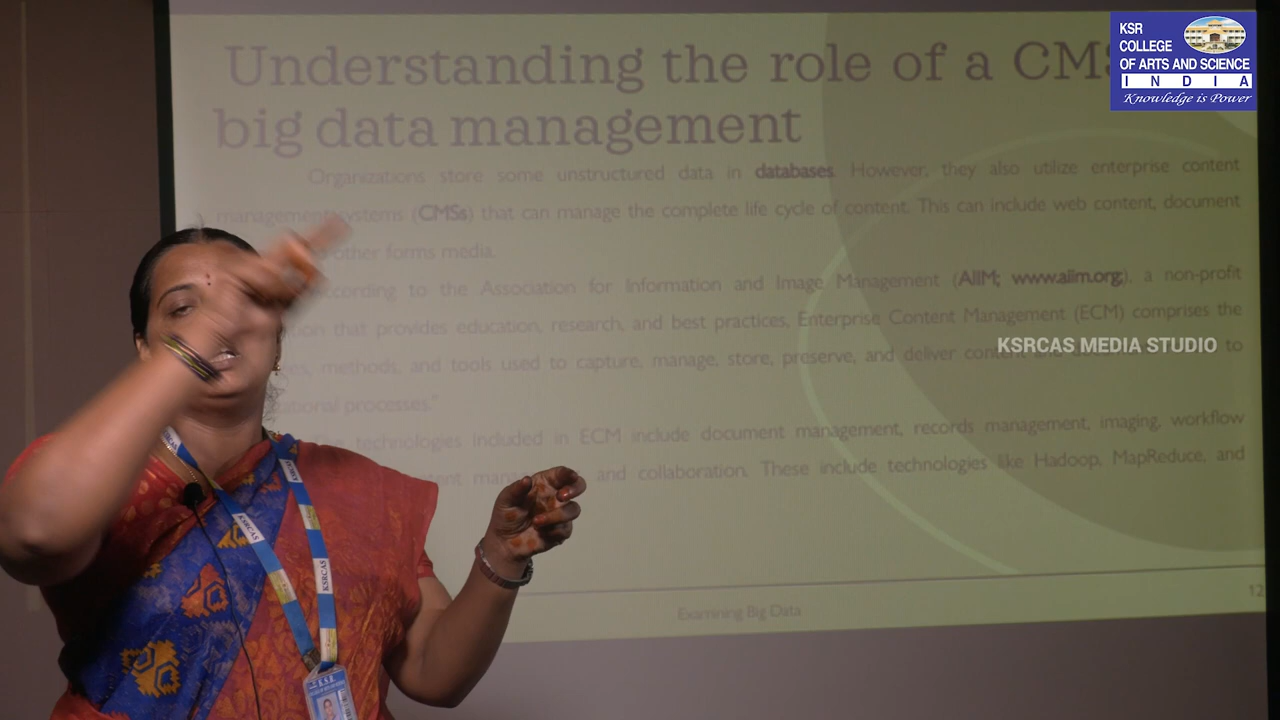 Understanding the role of a CMS
big data management
Organizations store some unstructured data in databases. However, they also utilize enterprise content
management systems (CMSs) that can manage the complete life cycle of content. This can include web content, document
other forms media.
According to the Association for Information and Image Management (AIIM; www.aiim.org;), a non-profit
that provides education, research, and best practices, Enterprise Content Management (ECM) comprises the
methods, and tools used to capture, manage, store, preserve, and deliver to
processes."
The technologies included in ECM include document management, records management, imaging, workflow
and collaboration. These include technologies like Hadoop, MapReduce, and
Examining Big Data
12
KSR
COLLEGE
OF ARTS AND SCIENCE
INDIA
Knowledge is Power
KSRCAS MEDIA STUDIO
KSRCAS
KSRCAS
K.S.R.